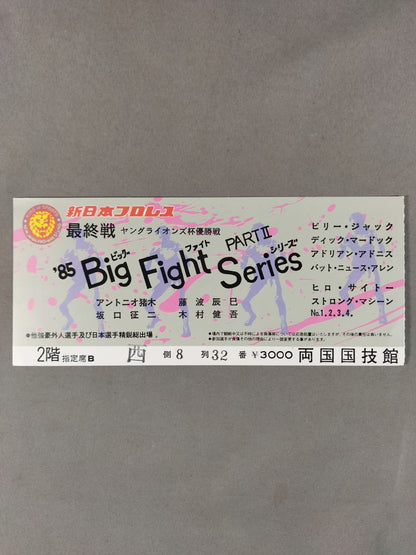 新日本プロレス
最終戦 ヤングライオンズ杯優勝戦
'85 Big Fight Series PARTⅡ
ビッグ ファイト シリーズ
アントニオ猪木 藤波辰巳
坂口征二 木村健吾
●他強豪外人選手及び日本選手精鋭総出場
ビリー・ジャック
ディック・マードック
アドリアン・アドニス
バット・ニュース・アレン
ヒロ・サイトー
ストロング・マシーン
No.1.2.3.4.
2階 指定席B 西 側 8 列 32 番 ¥3000 両国国技館